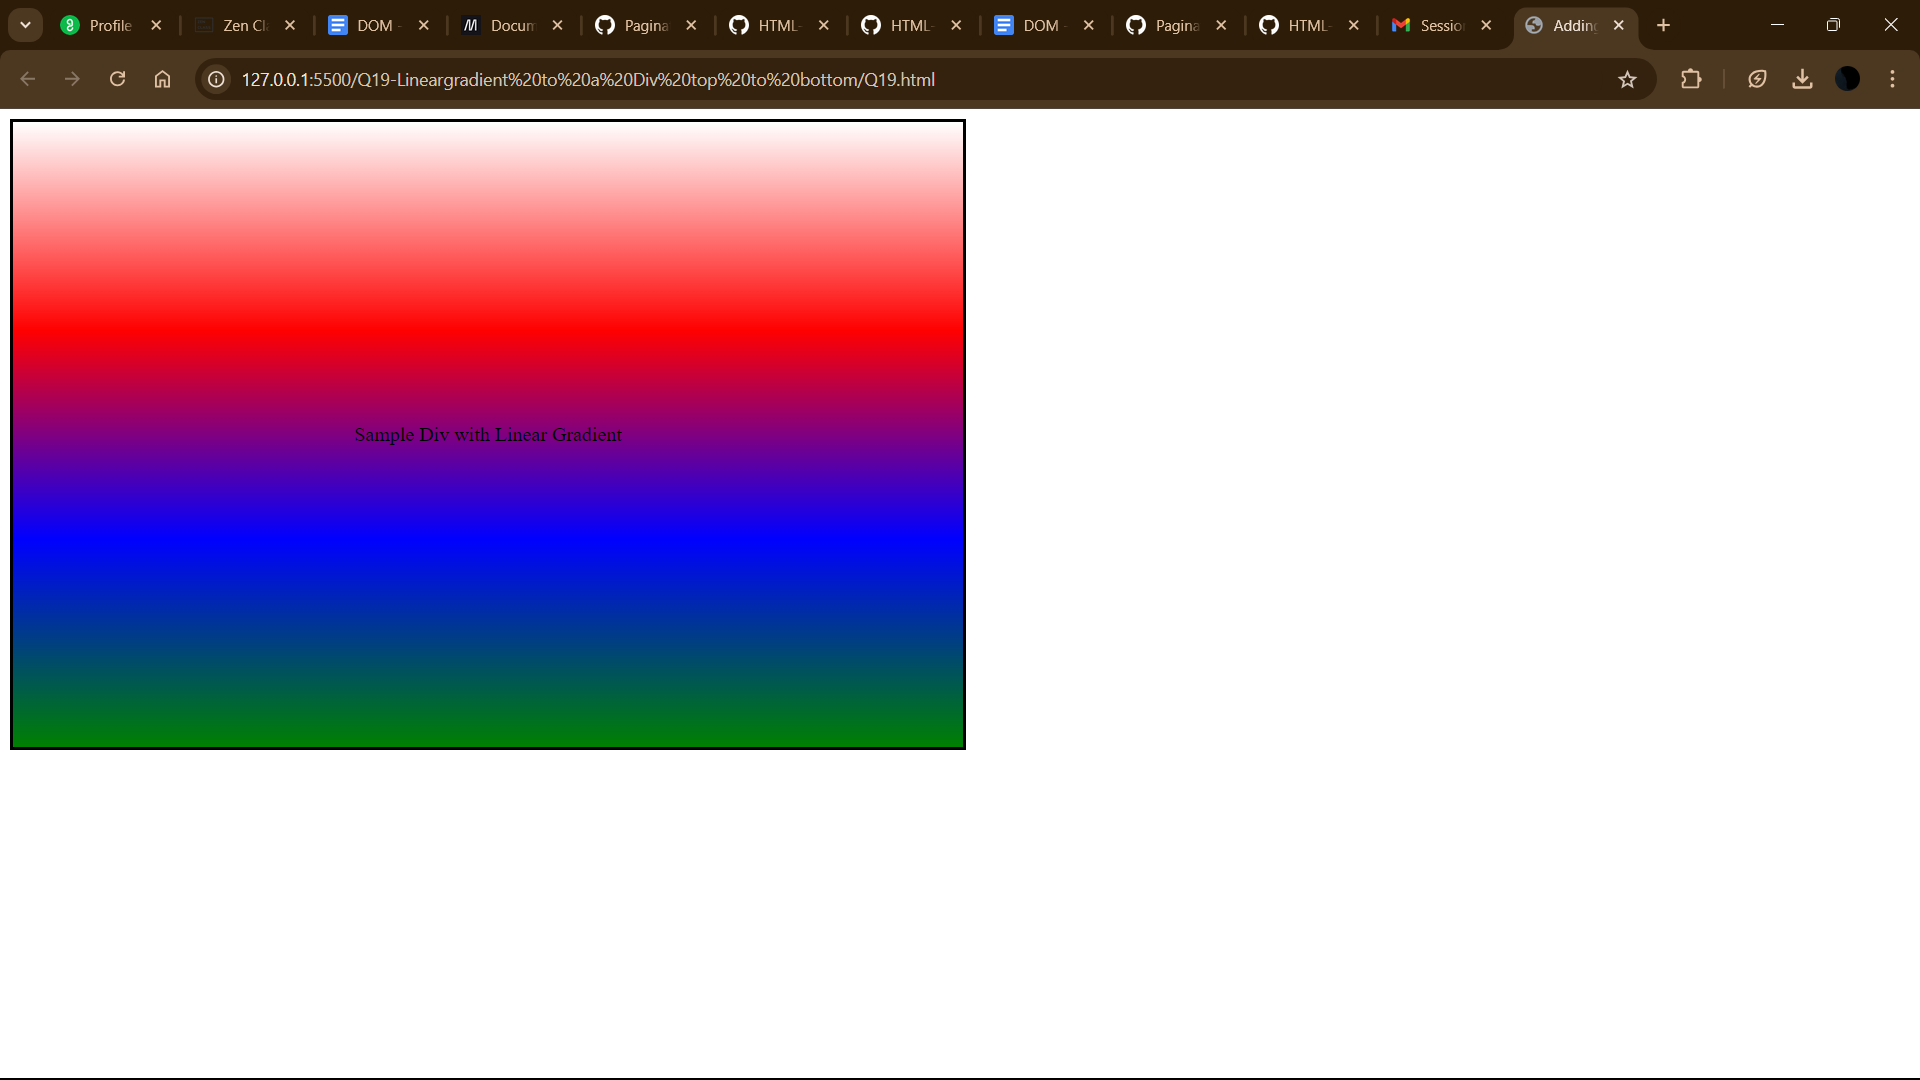 Profile
Zen Cl
DOM -
Docum
Pagina
HTML-
HTML-
DOM -
Pagina
HTML-
Sessio
Adding
127.0.0.1:5500/Q19-Lineargradient%20to%20a%20Div%20top%20to%20bottom/Q19.html
Sample Div with Linear Gradient